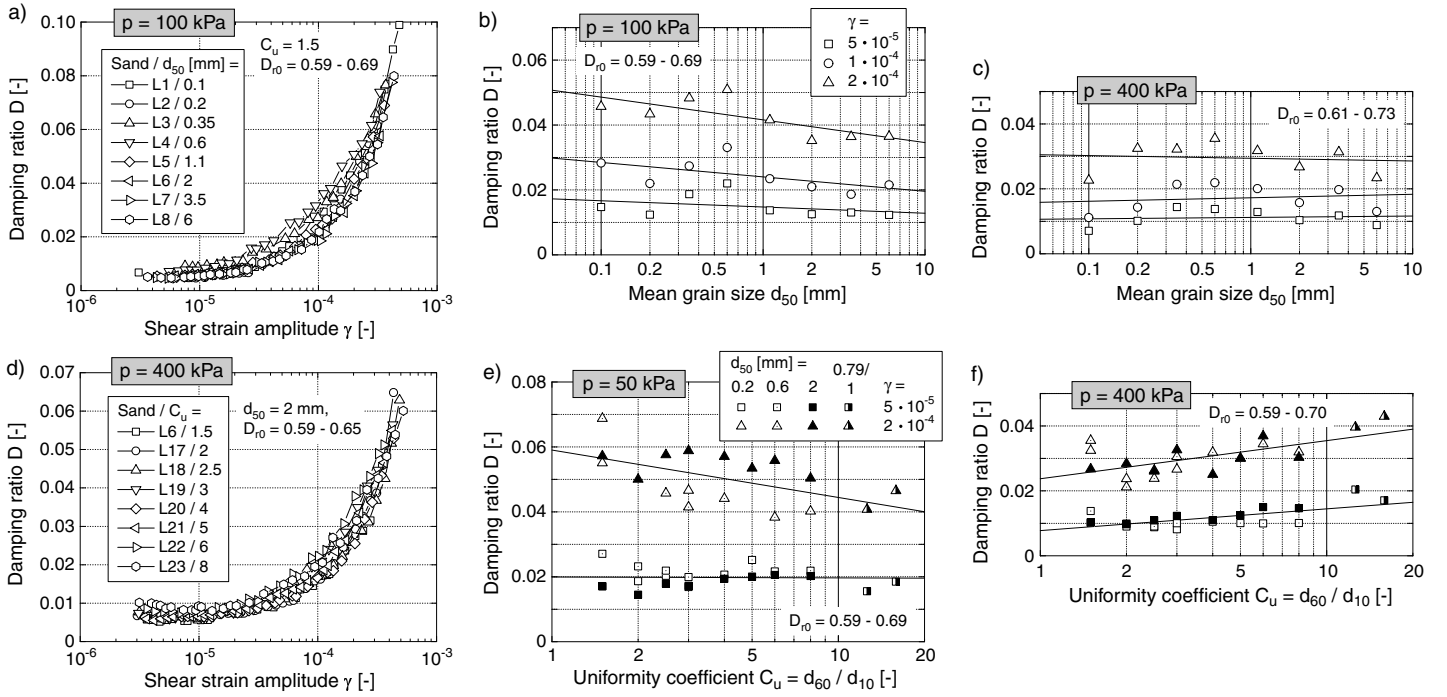 a)
p = 100 kPa
Damping ratio D [-]
0.10
0.08
0.06
0.04
0.02
0
Sand / d50 [mm] =
L1 / 0.1
L2 / 0.2
L3 / 0.35
L4 / 0.6
L5 / 1.1
L6 / 2
L7 / 3.5
L8 / 6
Cu = 1.5
Dr0 = 0.59 - 0.69
10-6
10-5
10-4
10-3
Shear strain amplitude γ [-]
b)
p = 100 kPa
Damping ratio D [-]
0.06
0.04
0.02
0
Dr0 = 0.59 - 0.69
γ =
5 • 10-5
1 • 10-4
2 • 10-4
0.1
0.2
0.5
1
2
5
10
Mean grain size d50 [mm]
c)
p = 400 kPa
Damping ratio D [-]
0.04
0.02
0
Dr0 = 0.61 - 0.73
0.1
0.2
0.5
1
2
5
10
Mean grain size d50 [mm]
d)
p = 400 kPa
Damping ratio D [-]
0.07
0.06
0.05
0.04
0.03
0.02
0.01
0
Sand / Cu =
L6 / 1.5
L17 / 2
L18 / 2.5
L19 / 3
L20 / 4
L21 / 5
L22 / 6
L23 / 8
d50 = 2 mm,
Dr0 = 0.59 - 0.65
10-6
10-5
10-4
10-3
Shear strain amplitude γ [-]
e)
p = 50 kPa
d50 [mm] = 0.79/
0.2 0.6 2 1 γ =
5 • 10-5
2 • 10-4
Damping ratio D [-]
0.08
0.06
0.04
0.02
0
Dr0 = 0.59 - 0.69
1
2
5
10
20
Uniformity coefficient Cu = d60 / d10 [-]
f)
p = 400 kPa
Damping ratio D [-]
0.04
0.02
0
Dr0 = 0.59 - 0.70
1
2
5
10
20
Uniformity coefficient Cu = d60 / d10 [-]